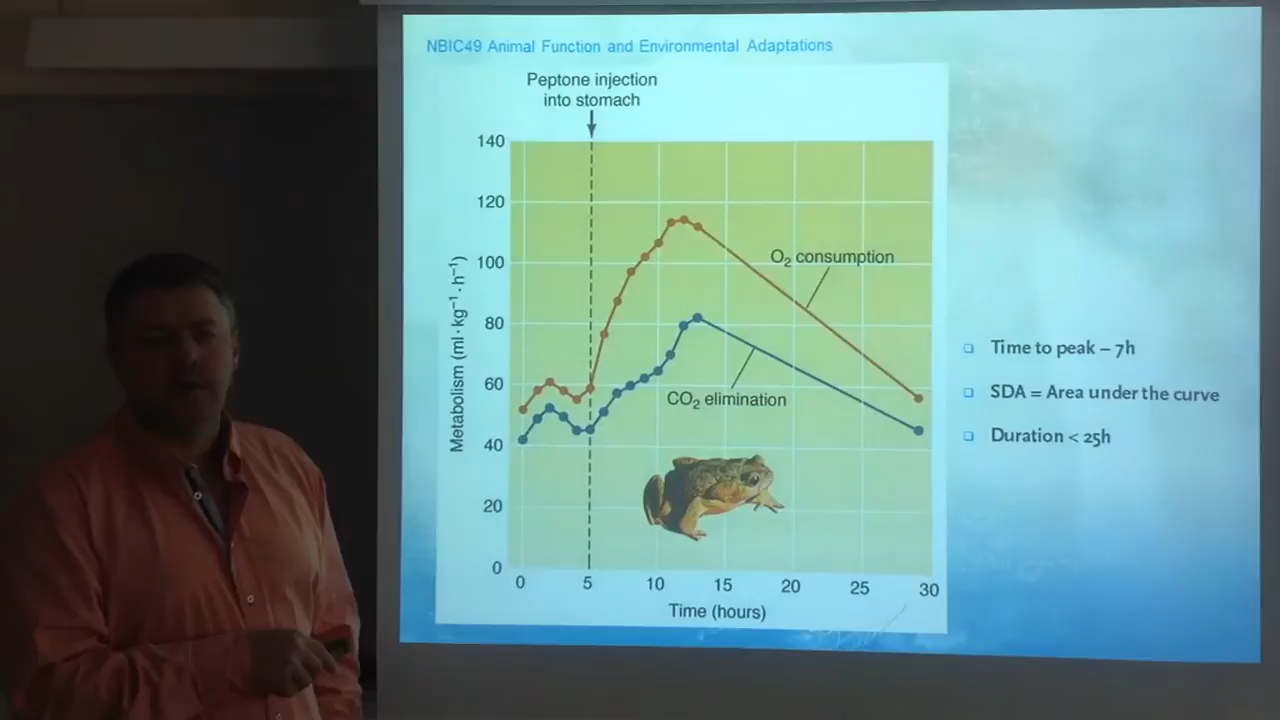 NBIC49 Animal Function and Environmental Adaptations
Peptone injection
into stomach
140
120
100
80
60
40
20
0
Metabolism (ml·kg⁻¹·h⁻¹)
O₂ consumption
CO₂ elimination
0 5 10 15 20 25 30
Time (hours)
Time to peak – 7h
SDA = Area under the curve
Duration < 25h